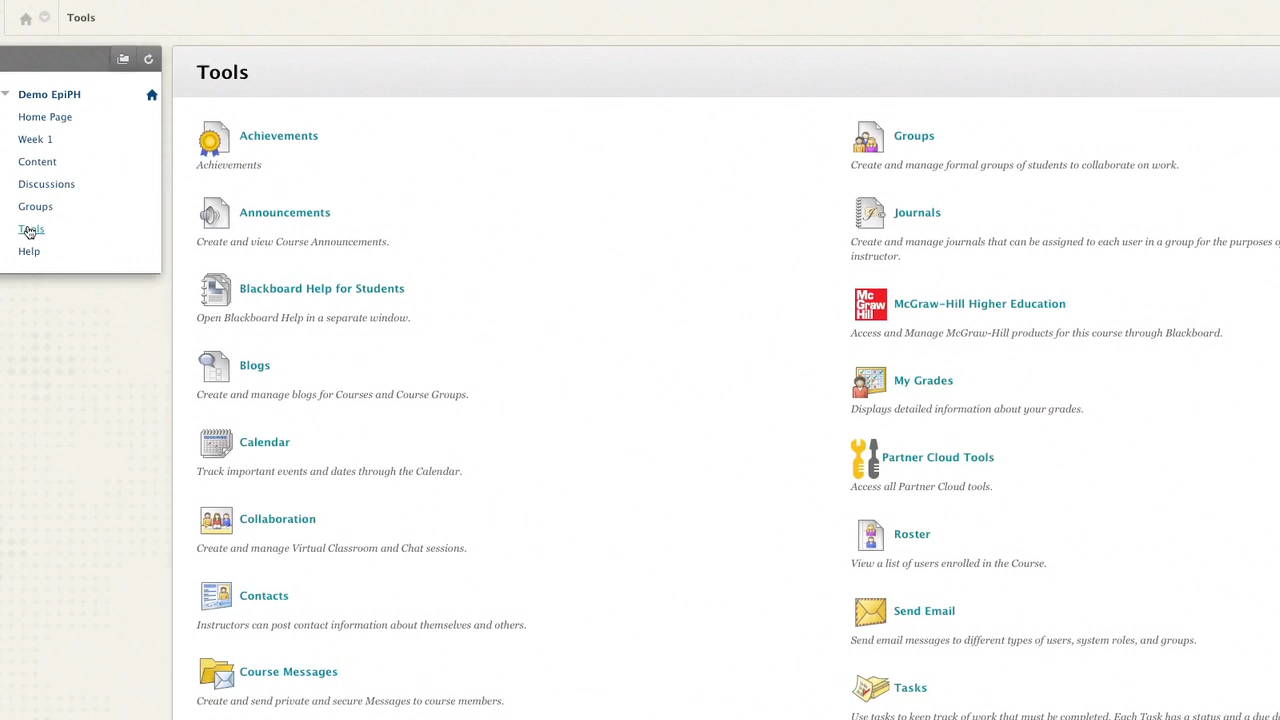 Tools
Demo EpiPH
Home Page
Week 1
Content
Discussions
Groups
Tools
Help
Tools
Achievements
Achievements
Announcements
Create and view Course Announcements.
Blackboard Help for Students
Open Blackboard Help in a separate window.
Blogs
Create and manage blogs for Courses and Course Groups.
Calendar
Track important events and dates through the Calendar.
Collaboration
Create and manage Virtual Classroom and Chat sessions.
Contacts
Instructors can post contact information about themselves and others.
Course Messages
Create and send private and secure Messages to course members.
Groups
Create and manage formal groups of students to collaborate on work.
Journals
Create and manage journals that can be assigned to each user in a group for the purposes
instructor.
Mc
Graw
Hill
McGraw-Hill Higher Education
Access and Manage McGraw-Hill products for this course through Blackboard.
My Grades
Displays detailed information about your grades.
Partner Cloud Tools
Access all Partner Cloud tools.
Roster
View a list of users enrolled in the Course.
Send Email
Send email messages to different types of users, system roles, and groups.
Tasks
Use tasks to keep track of work that must be completed. Each Task has a status and a due